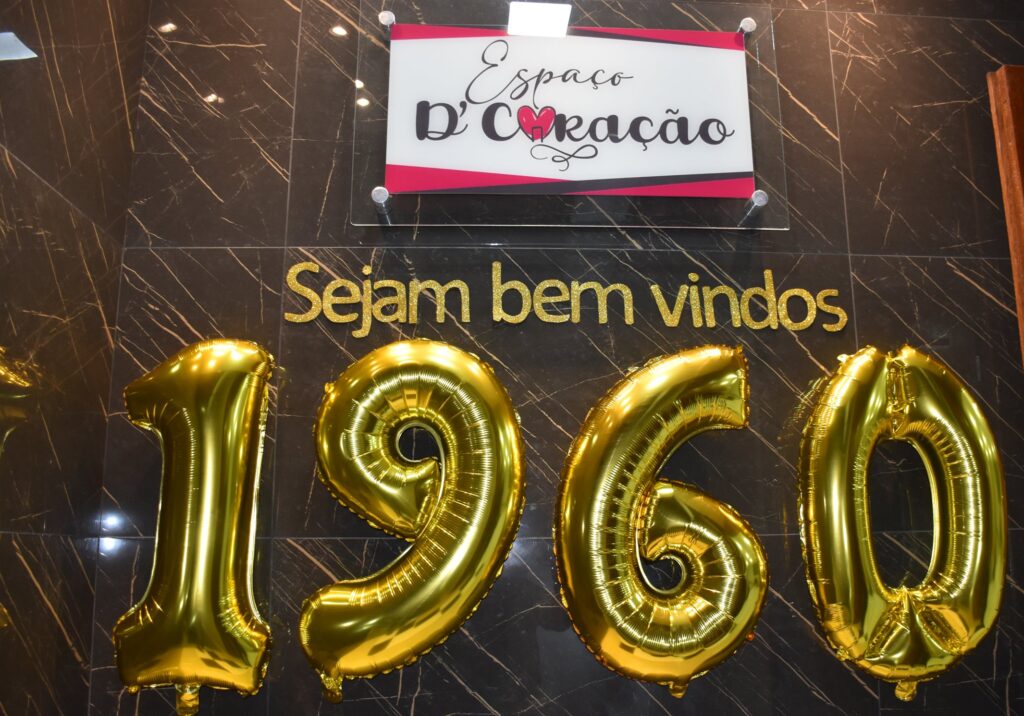 Espaço
D'Coração
Sejam bem vindos
1960